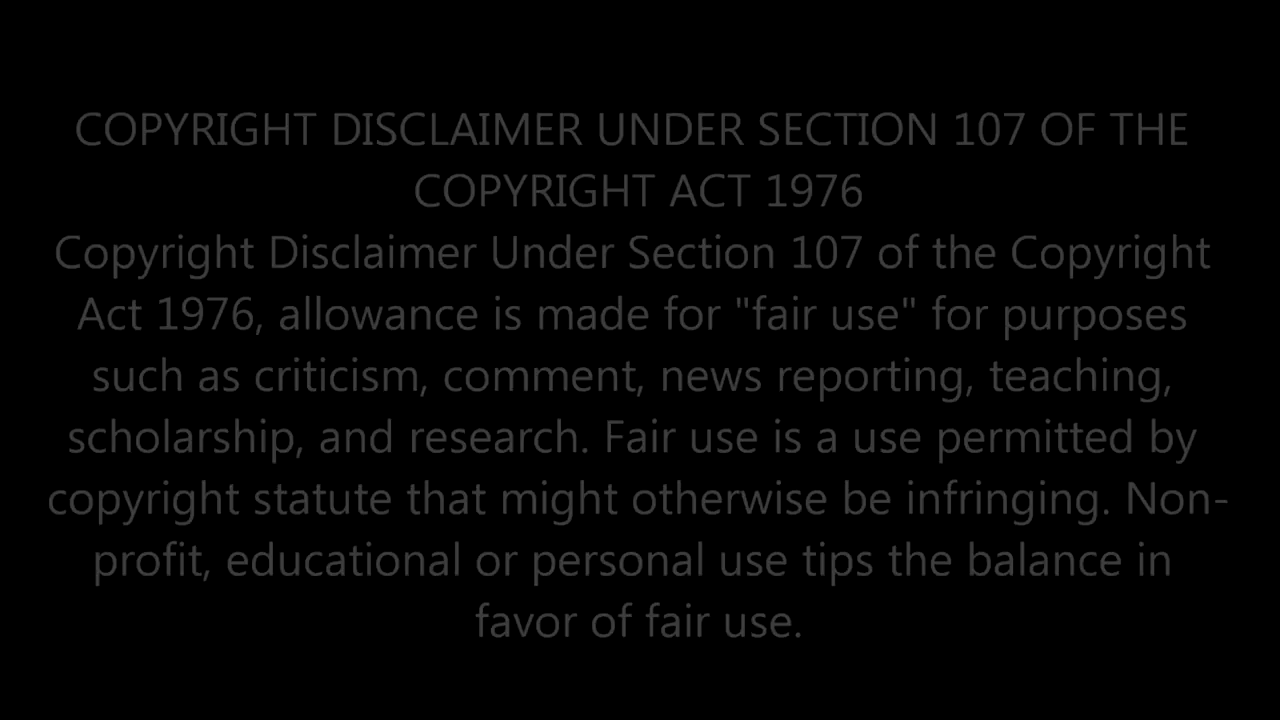 COPYRIGHT DISCLAIMER UNDER SECTION 107 OF THE
COPYRIGHT ACT 1976
Copyright Disclaimer Under Section 107 of the Copyright
Act 1976, allowance is made for "fair use" for purposes
such as criticism, comment, news reporting, teaching,
scholarship, and research. Fair use is a use permitted by
copyright statute that might otherwise be infringing. Non-
profit, educational or personal use tips the balance in
favor of fair use.